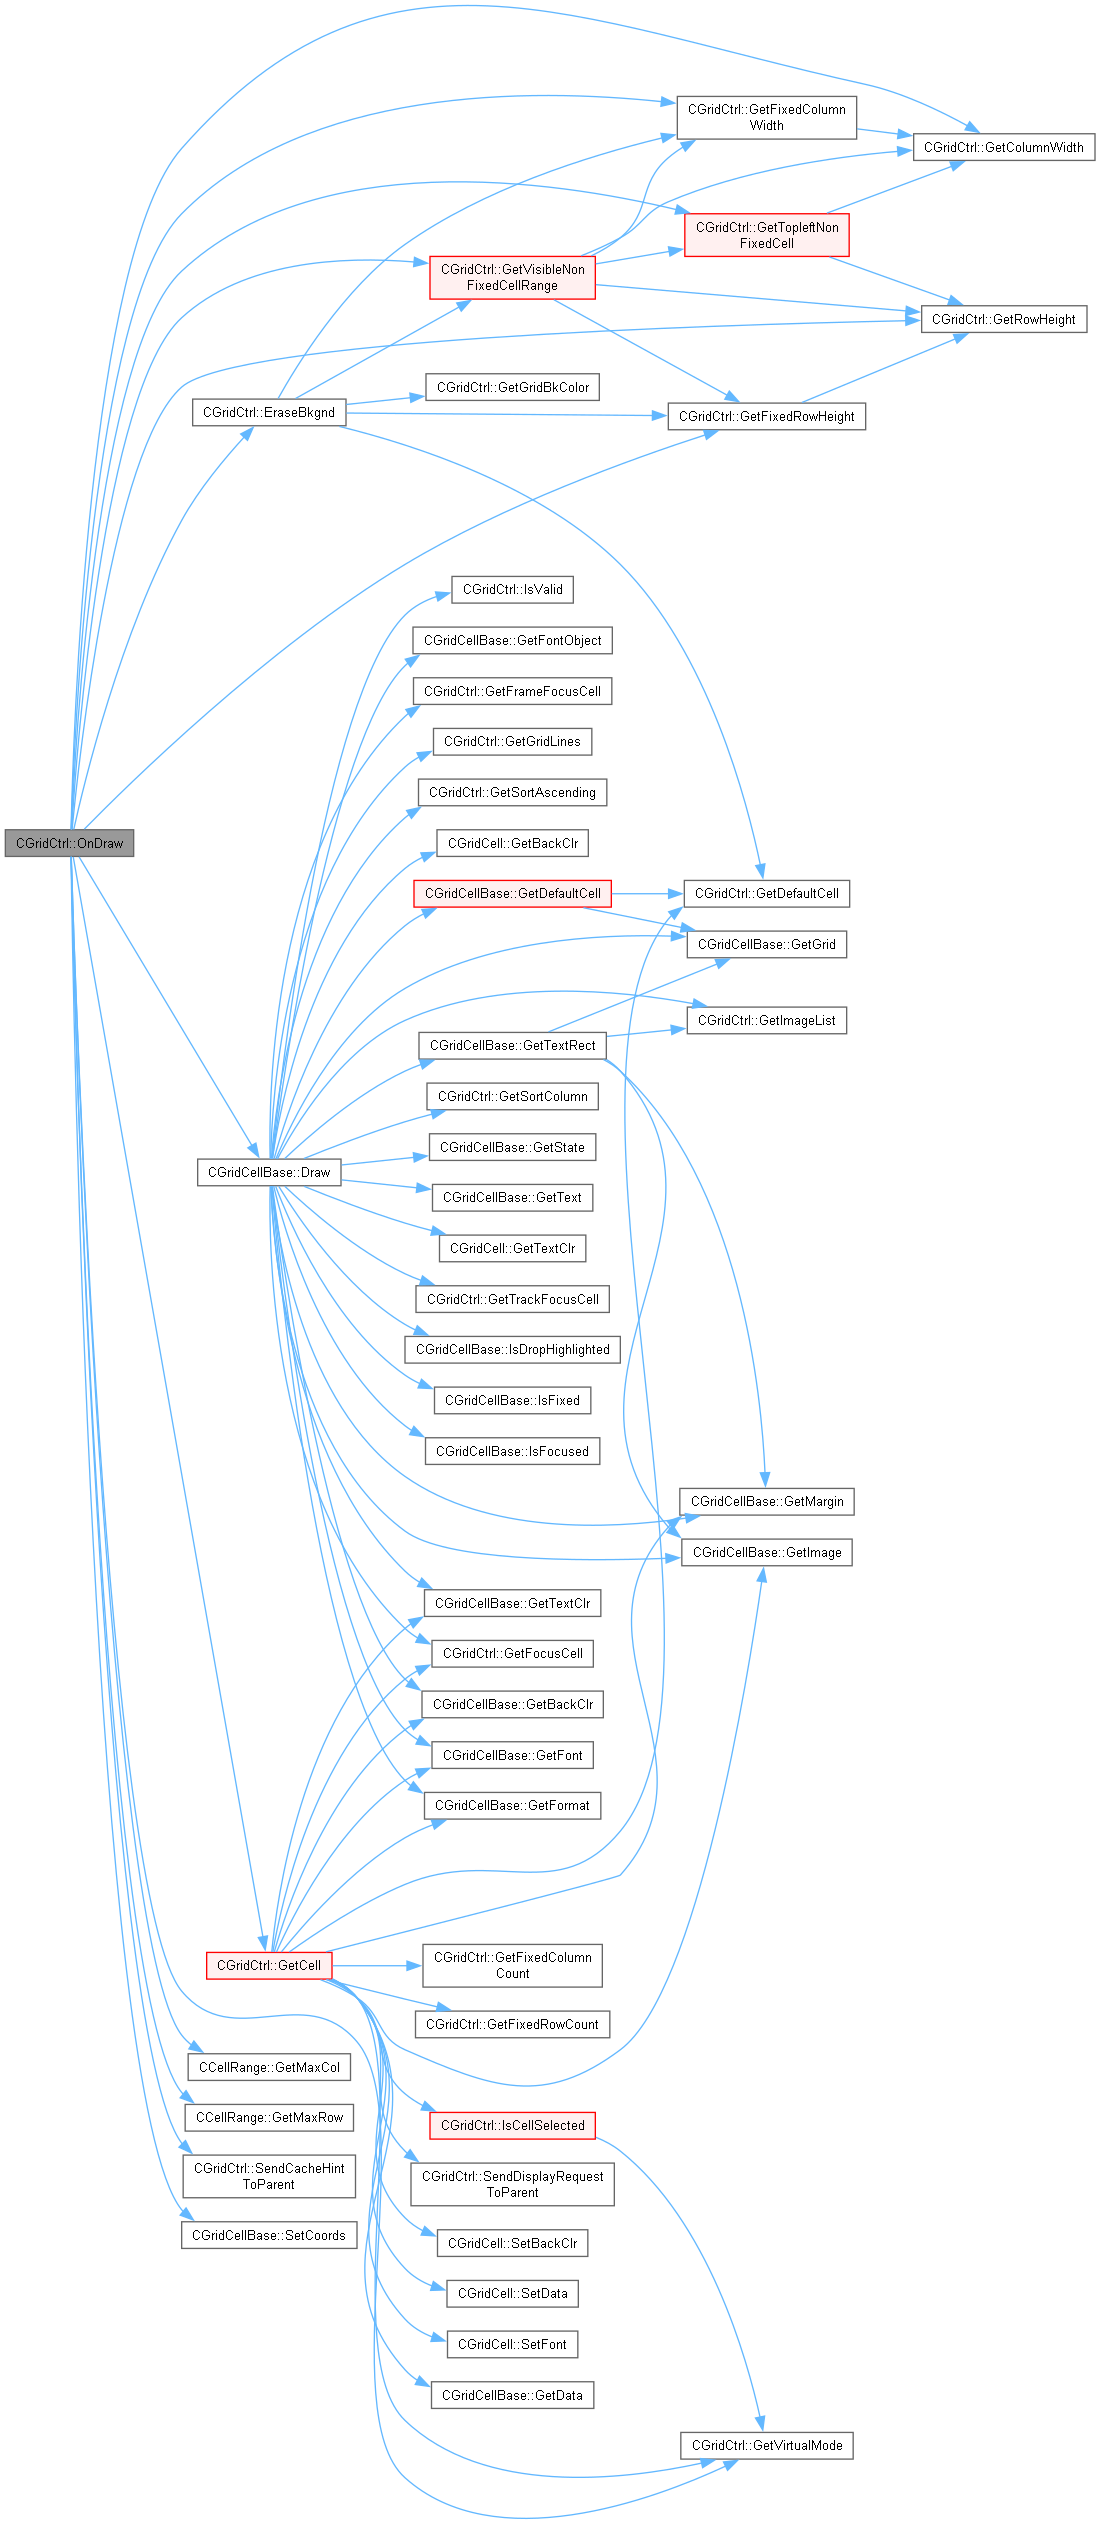 CGridCtrl::GetFixedColumn
Width
CGridCtrl::GetColumnWidth
CGridCtrl::GetTopleftNon
FixedCell
CGridCtrl::GetVisibleNon
FixedCellRange
CGridCtrl::GetRowHeight
CGridCtrl::GetGridBkColor
CGridCtrl::EraseBkgnd
CGridCtrl::GetFixedRowHeight
CGridCtrl::IsValid
CGridCellBase::GetFontObject
CGridCtrl::GetFrameFocusCell
CGridCtrl::GetGridLines
CGridCtrl::GetSortAscending
CGridCtrl::OnDraw
CGridCell::GetBackClr
CGridCellBase::GetDefaultCell
CGridCtrl::GetDefaultCell
CGridCellBase::GetGrid
CGridCtrl::GetImageList
CGridCellBase::GetTextRect
CGridCtrl::GetSortColumn
CGridCellBase::GetState
CGridCellBase::Draw
CGridCellBase::GetText
CGridCell::GetTextClr
CGridCtrl::GetTrackFocusCell
CGridCellBase::IsDropHighlighted
CGridCellBase::IsFixed
CGridCellBase::IsFocused
CGridCellBase::GetMargin
CGridCellBase::GetImage
CGridCellBase::GetTextClr
CGridCtrl::GetFocusCell
CGridCellBase::GetBackClr
CGridCellBase::GetFont
CGridCellBase::GetFormat
CGridCtrl::GetCell
CGridCtrl::GetFixedColumn
Count
CGridCtrl::GetFixedRowCount
CCellRange::GetMaxCol
CCellRange::GetMaxRow
CGridCtrl::IsCellSelected
CGridCtrl::SendCacheHint
ToParent
CGridCtrl::SendDisplayRequest
ToParent
CGridCellBase::SetCoords
CGridCell::SetBackClr
CGridCell::SetData
CGridCell::SetFont
CGridCellBase::GetData
CGridCtrl::GetVirtualMode